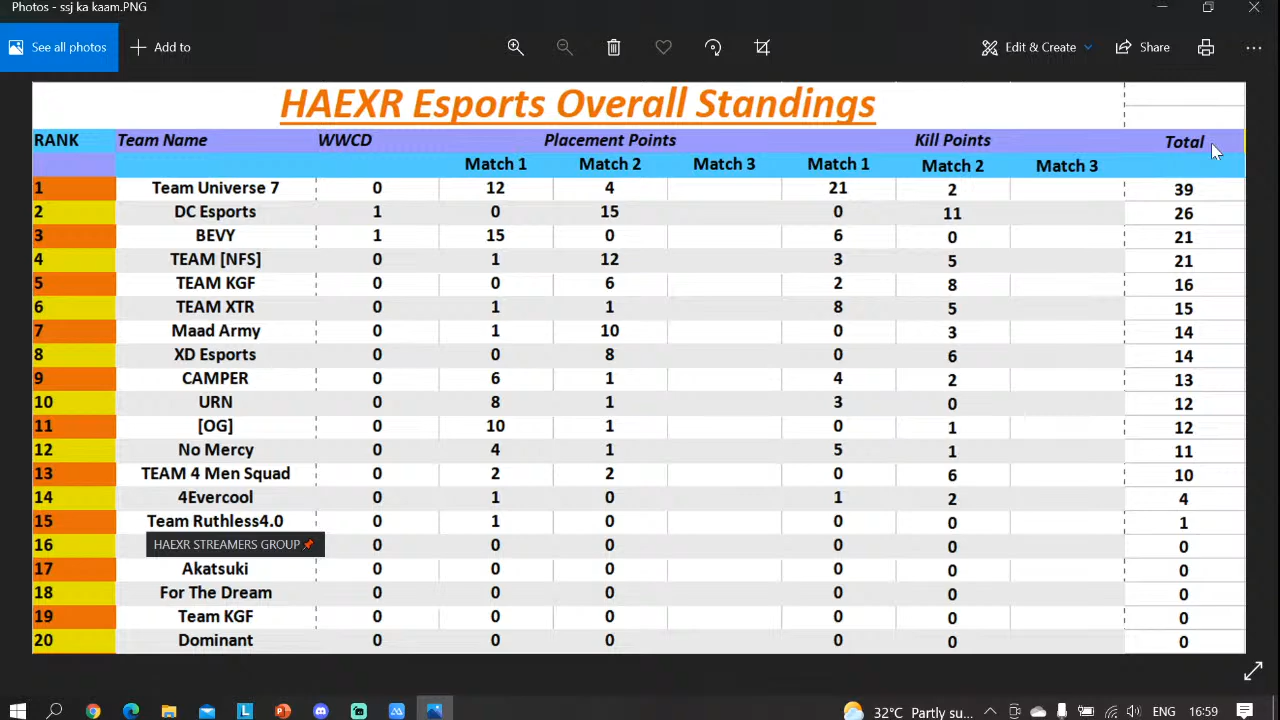 Photos - ssj ka kaam.PNG
See all photos
Add to
Edit & Create
Share
HAEXR Esports Overall Standings
RANK Team Name WWCD Placement Points Kill Points Total
Match 1 Match 2 Match 3 Match 1 Match 2 Match 3
1 Team Universe 7 0 12 4 21 2 39
2 DC Esports 1 0 15 0 11 26
3 BEVY 1 15 0 6 0 21
4 TEAM [NFS] 0 1 12 3 5 21
5 TEAM KGF 0 0 6 2 8 16
6 TEAM XTR 0 1 1 8 5 15
7 Maad Army 0 1 10 0 3 14
8 XD Esports 0 0 8 0 6 14
9 CAMPER 0 6 1 4 2 13
10 URN 0 8 1 3 0 12
11 [OG] 0 10 1 0 1 12
12 No Mercy 0 4 1 5 1 11
13 TEAM 4 Men Squad 0 2 2 0 6 10
14 4Evercool 0 1 0 1 2 4
15 Team Ruthless4.0 0 1 0 0 0 1
16 HAEXR STREAMERS GROUP 0 0 0 0 0 0
17 Akatsuki 0 0 0 0 0 0
18 For The Dream 0 0 0 0 0 0
19 Team KGF 0 0 0 0 0 0
20 Dominant 0 0 0 0 0 0
32°C Partly su... ENG 16:59